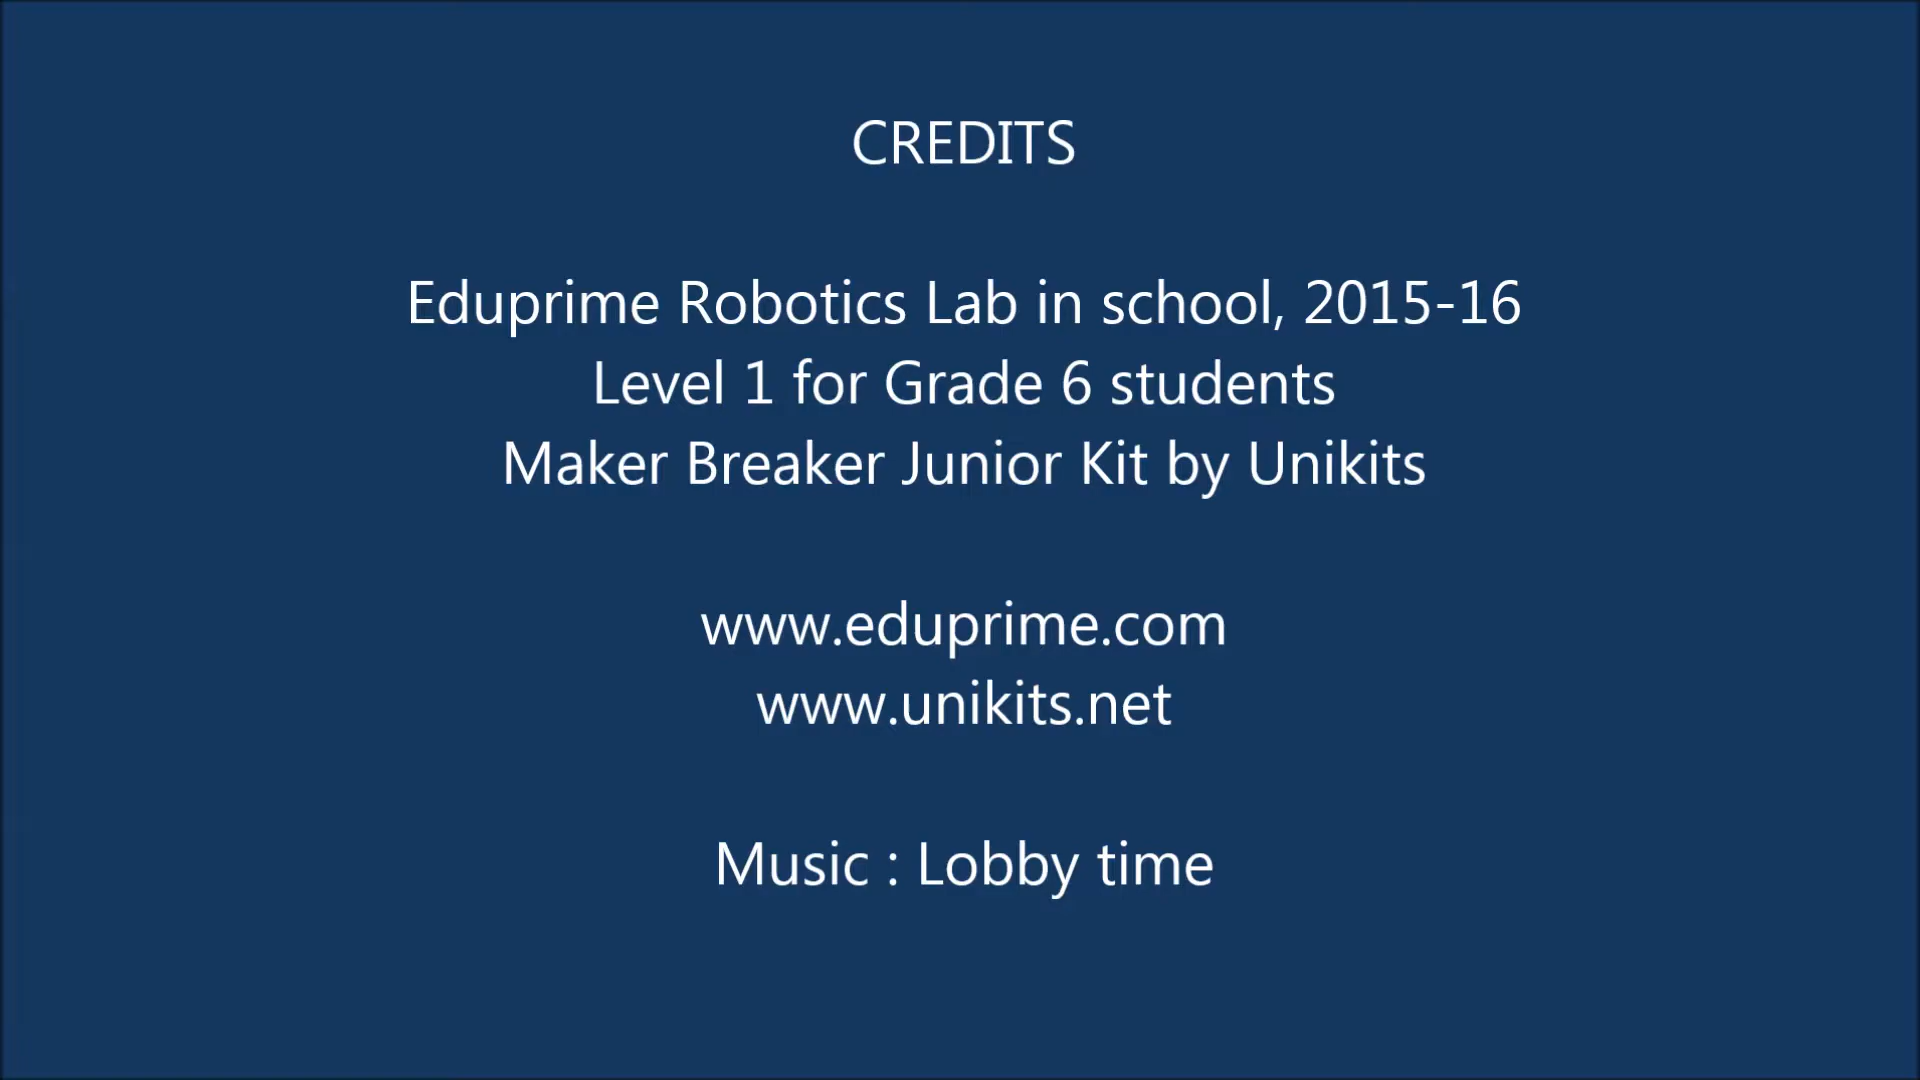 CREDITS
Eduprime Robotics Lab in school, 2015-16
Level 1 for Grade 6 students
Maker Breaker Junior Kit by Unikits
www.eduprime.com
www.unikits.net
Music : Lobby time